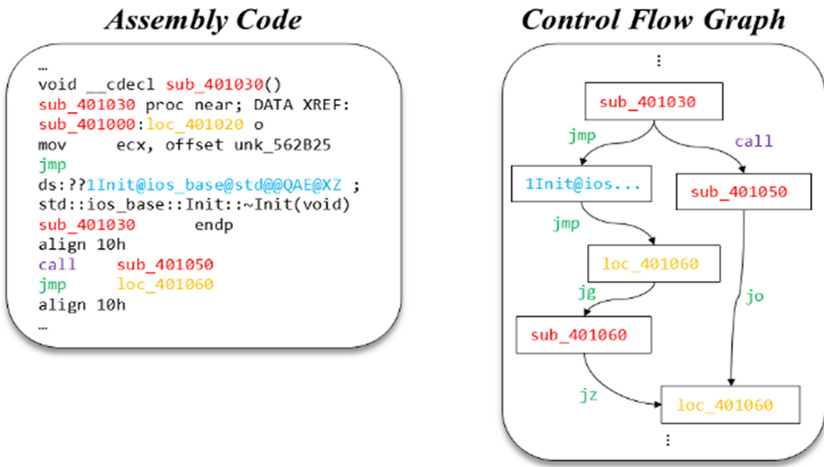 Assembly Code
…
void __cdecl sub_401030()
sub_401030 proc near; DATA XREF:
sub_401000:loc_401020 o
mov ecx, offset unk_562B25
jmp
ds:??1Init@ios_base@std@@QAE@XZ ;
std::ios_base::Init::~Init(void)
sub_401030 endp
align 10h
call sub_401050
jmp loc_401060
align 10h
…
Control Flow Graph
⋮
sub_401030
jmp
call
1Init@ios...
sub_401050
jmp
loc_401060
jg
jo
sub_401060
jz
loc_401060
⋮